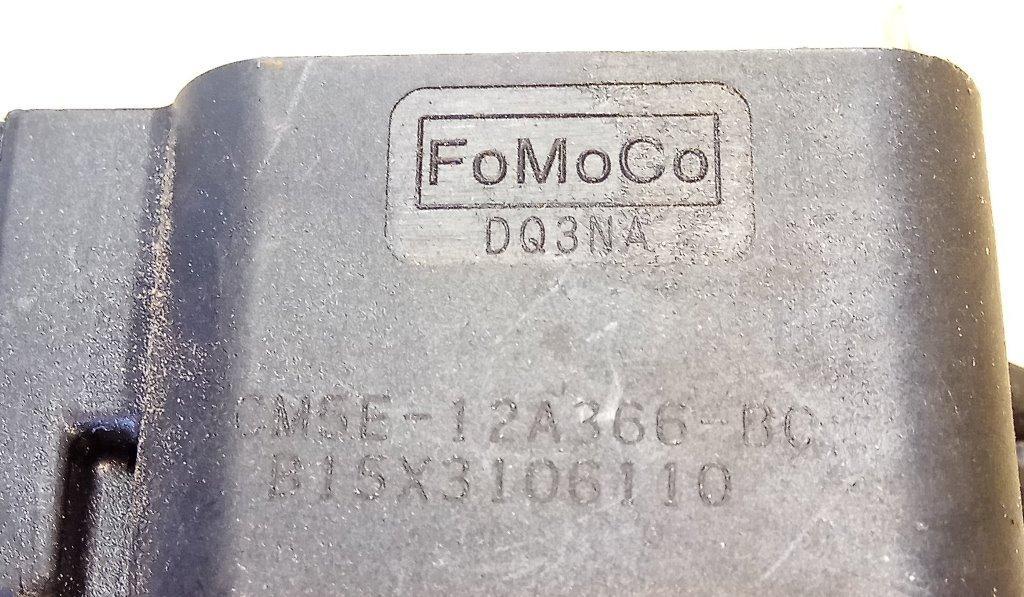 FoMoCo
DQ3NA
CM5E-12A366-BC
B15X3106110